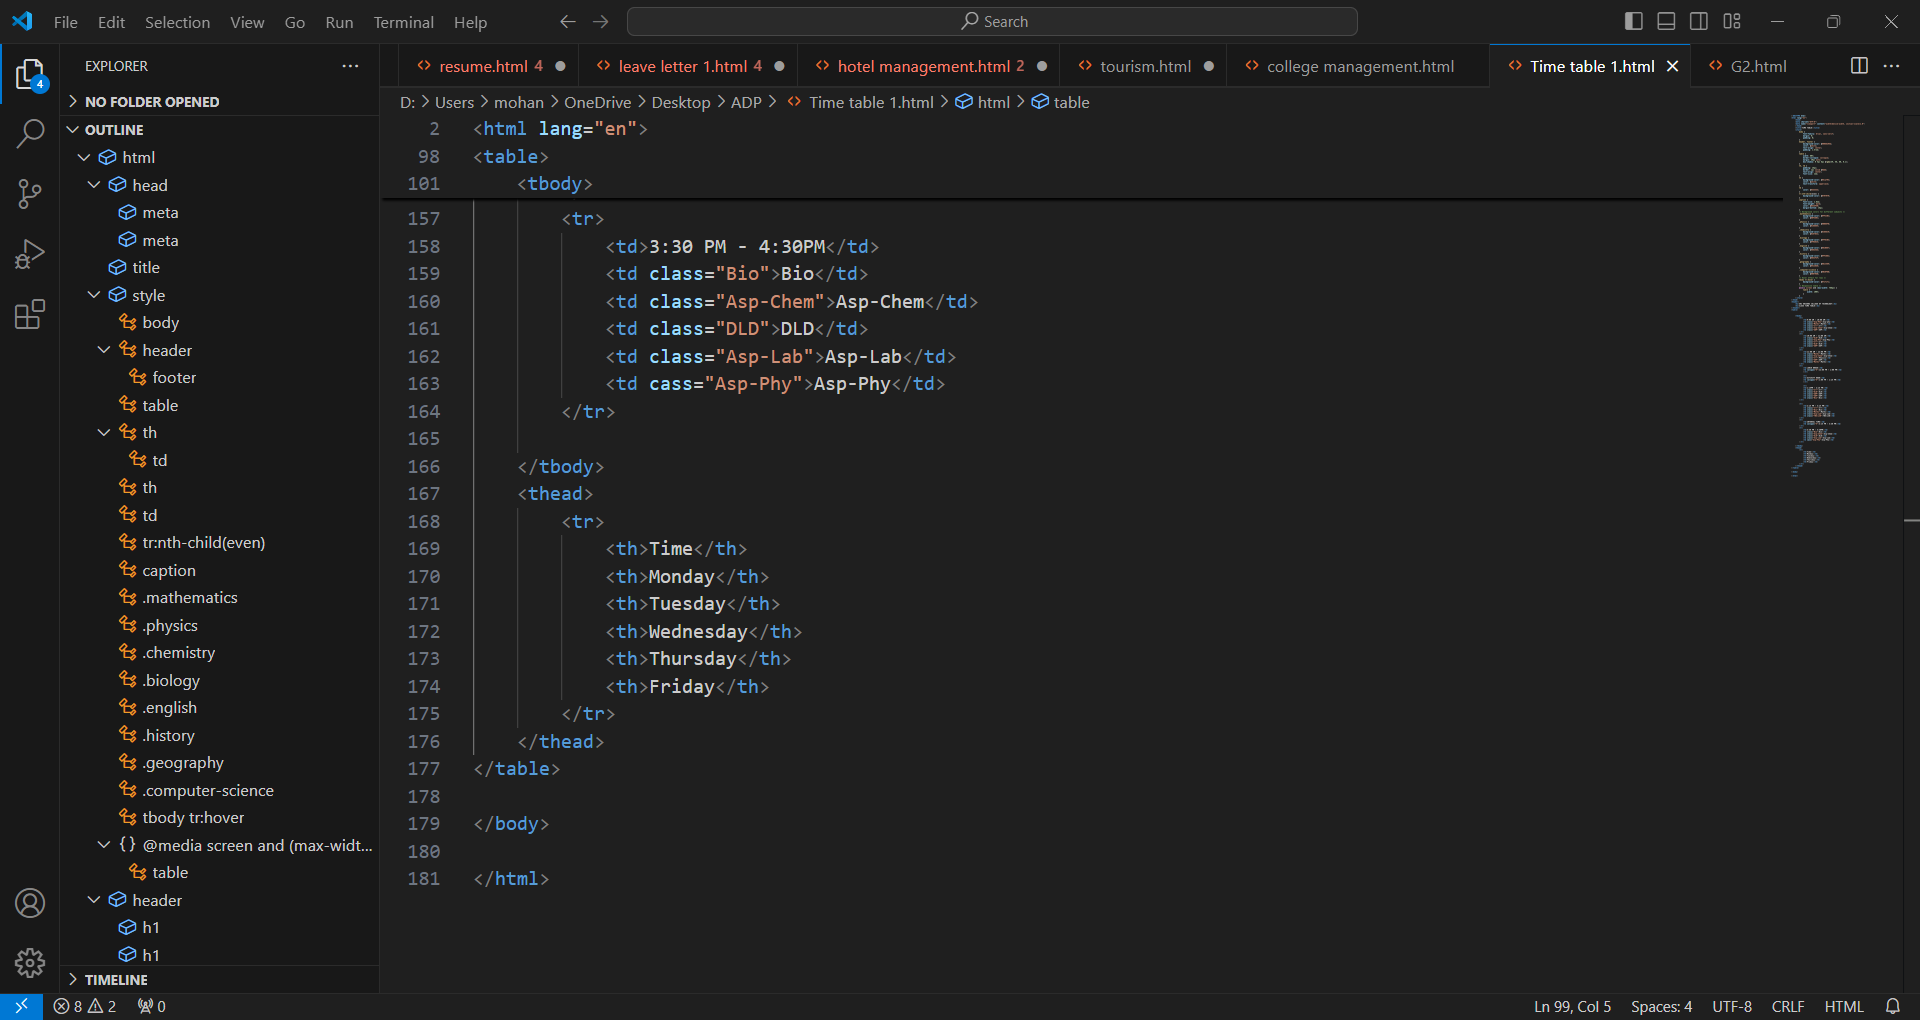 File Edit Selection View Go Run Terminal Help Search
EXPLORER
resume.html 4 leave letter 1.html 4 hotel management.html 2 tourism.html college management.html Time table 1.html G2.html
4
NO FOLDER OPENED
D: > Users > mohan > OneDrive > Desktop > ADP > Time table 1.html > html > table
OUTLINE
html
head
meta
meta
title
style
body
header
footer
table
th
td
th
td
tr:nth-child(even)
caption
.mathematics
.physics
.chemistry
.biology
.english
.history
.geography
.computer-science
tbody tr:hover
{} @media screen and (max-widt...
table
header
h1
h1
TIMELINE
2 <html lang="en">
98 <table>
101 <tbody>
157 <tr>
158 <td>3:30 PM - 4:30PM</td>
159 <td class="Bio">Bio</td>
160 <td class="Asp-Chem">Asp-Chem</td>
161 <td class="DLD">DLD</td>
162 <td class="Asp-Lab">Asp-Lab</td>
163 <td cass="Asp-Phy">Asp-Phy</td>
164 </tr>
165
166 </tbody>
167 <thead>
168 <tr>
169 <th>Time</th>
170 <th>Monday</th>
171 <th>Tuesday</th>
172 <th>Wednesday</th>
173 <th>Thursday</th>
174 <th>Friday</th>
175 </tr>
176 </thead>
177 </table>
178
179 </body>
180
181 </html>
8 2 0 Ln 99, Col 5 Spaces: 4 UTF-8 CRLF HTML